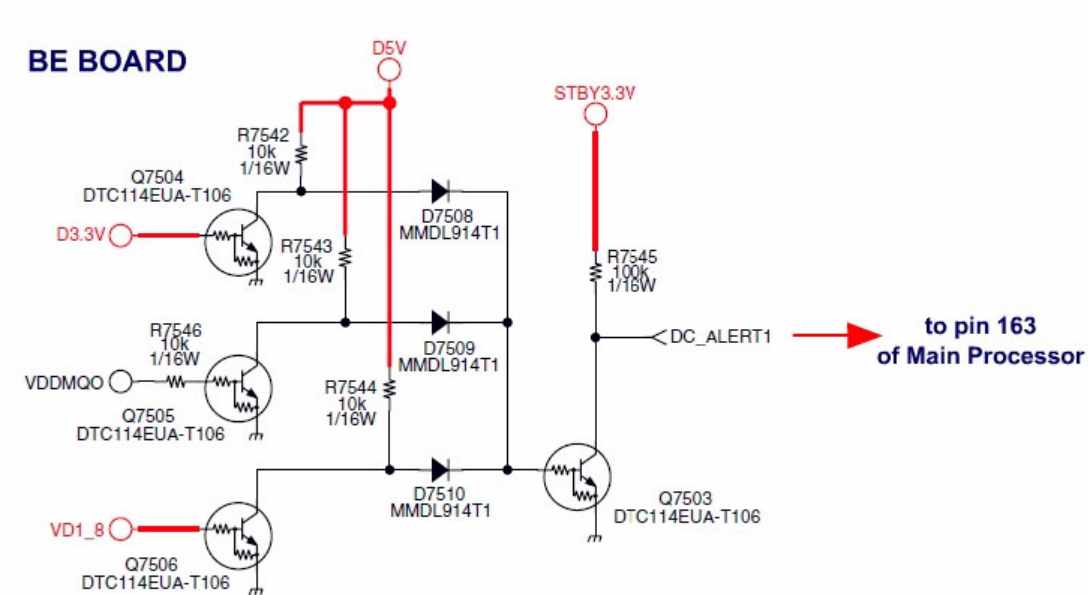 BE BOARD
D5V
STBY3.3V
R7542
10k
1/16W
Q7504
DTC114EUA-T106
D7508
MMDL914T1
D3.3V
R7543
10k
1/16W
R7545
100k
1/16W
R7546
10k
1/16W
D7509
MMDL914T1
DC_ALERT1
to pin 163
of Main Processor
VDDMQO
R7544
10k
1/16W
Q7505
DTC114EUA-T106
D7510
MMDL914T1
Q7503
DTC114EUA-T106
VD1_8
Q7506
DTC114EUA-T106